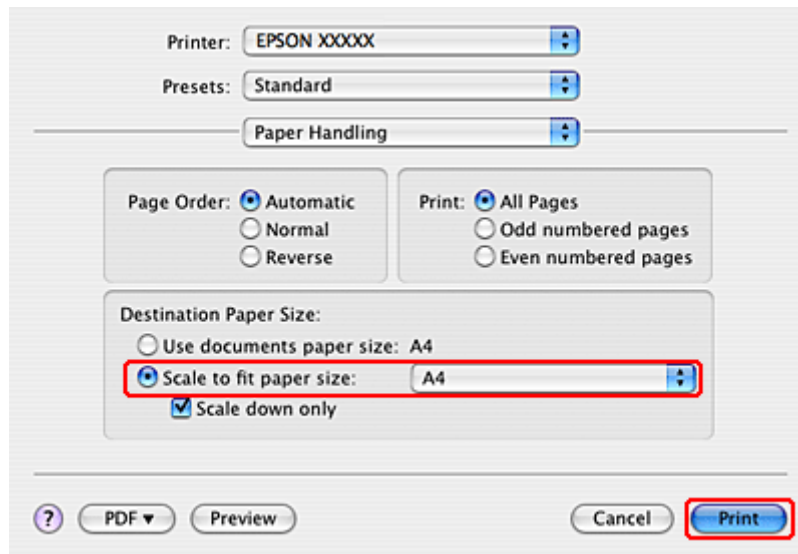 Printer: EPSON XXXXX
Presets: Standard
Paper Handling
Page Order: Automatic Print: All Pages
Normal Odd numbered pages
Reverse Even numbered pages
Destination Paper Size:
Use documents paper size: A4
Scale to fit paper size: A4
Scale down only
? PDF ▼ Preview Cancel Print